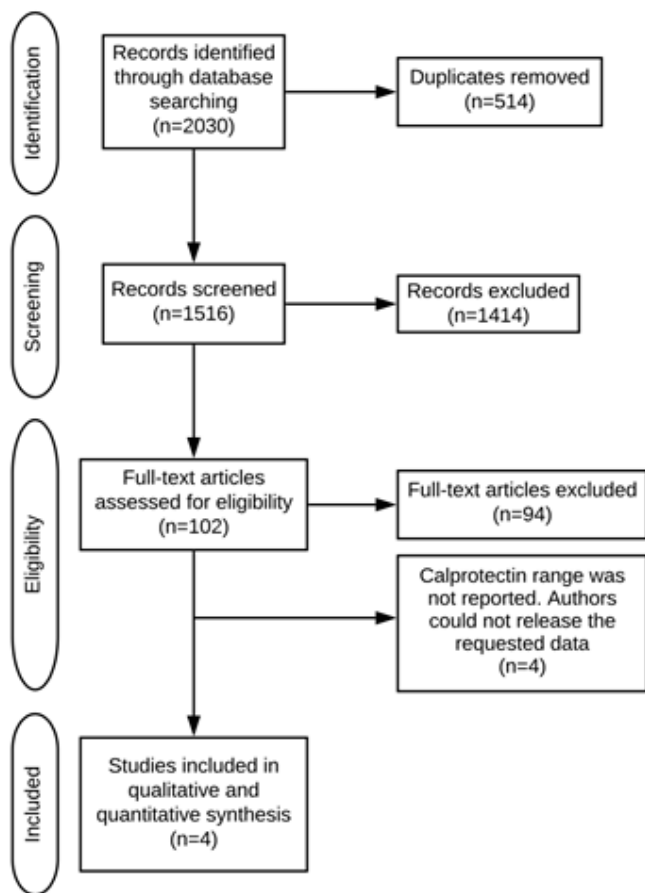 Identification
Records identified
through database
searching
(n=2030)
Duplicates removed
(n=514)
Screening
Records screened
(n=1516)
Records excluded
(n=1414)
Eligibility
Full-text articles
assessed for eligibility
(n=102)
Full-text articles excluded
(n=94)
Calprotectin range was
not reported. Authors
could not release the
requested data
(n=4)
Included
Studies included in
qualitative and
quantitative synthesis
(n=4)